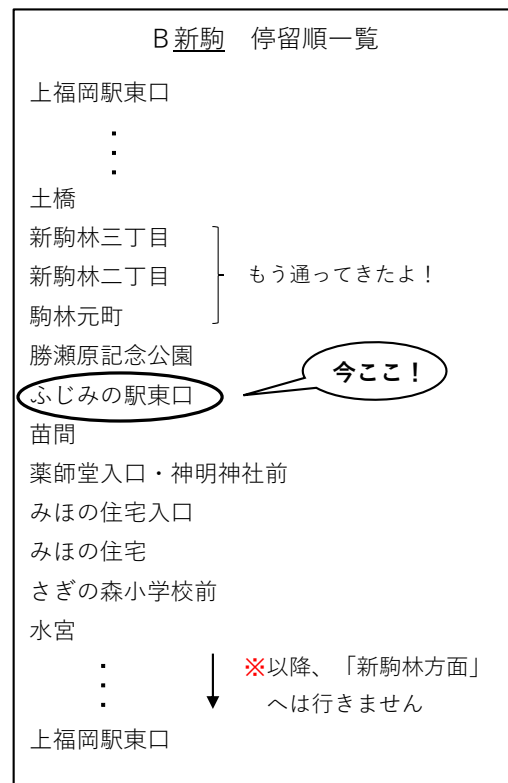 B新駒　停留順一覧
上福岡駅東口
・
・
・
土橋
新駒林三丁目
新駒林二丁目
もう通ってきたよ！
駒林元町
勝瀬原記念公園
今ここ！
ふじみの駅東口
苗間
薬師堂入口・神明神社前
みほの住宅入口
みほの住宅
さぎの森小学校前
水宮
・
・
・
※以降、「新駒林方面」
へは行きません
上福岡駅東口